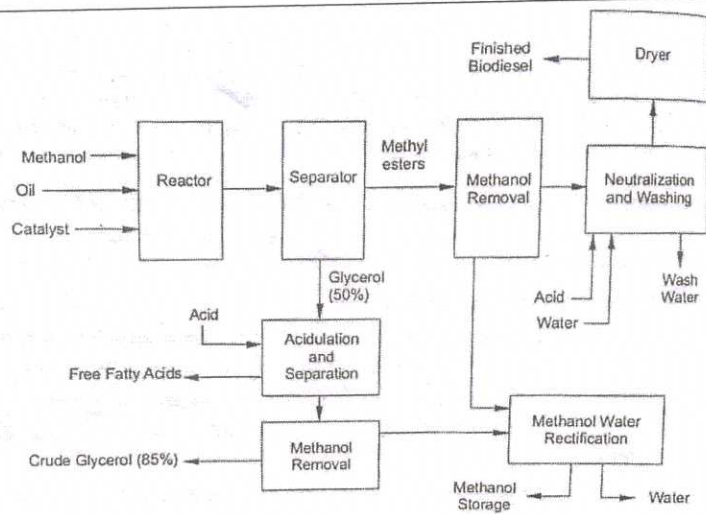 Finished
Biodiesel
Dryer
Methanol
Oil
Catalyst
Reactor
Separator
Methyl
esters
Methanol
Removal
Neutralization
and Washing
Glycerol
(50%)
Acid
Water
Wash
Water
Acid
Acidulation
and
Separation
Free Fatty Acids
Methanol
Removal
Crude Glycerol (85%)
Methanol Water
Rectification
Methanol
Storage
Water